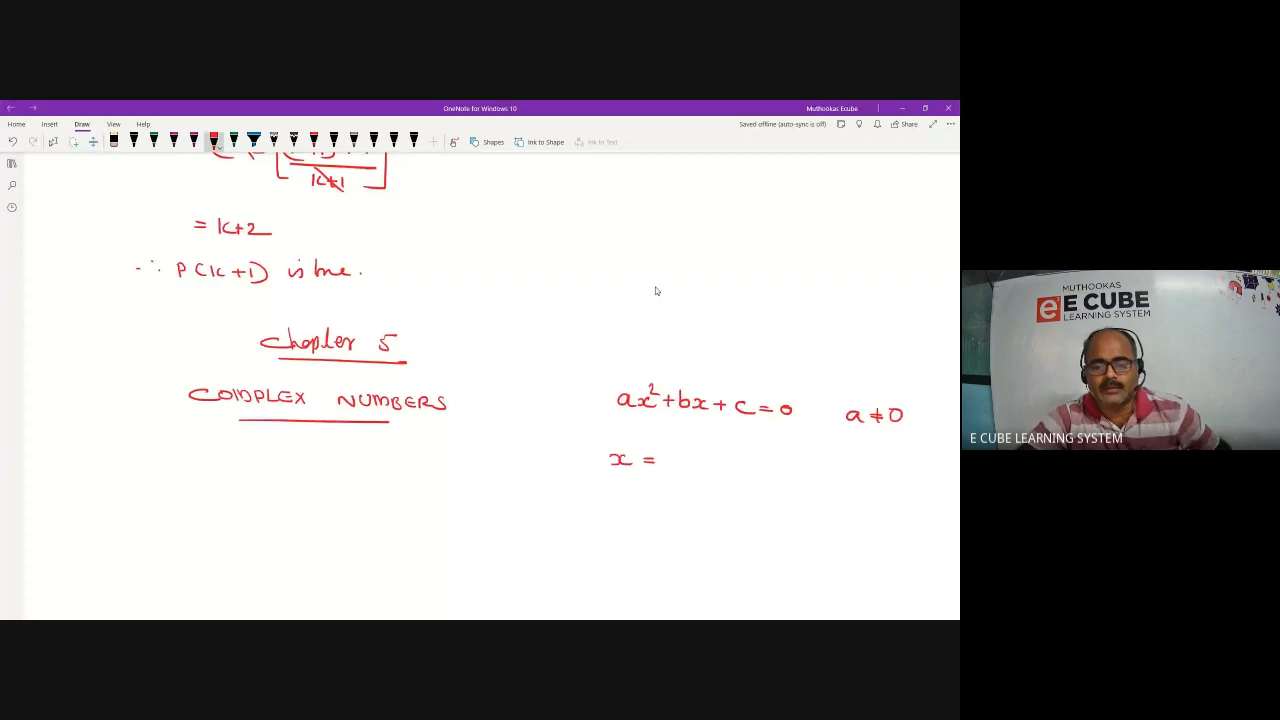 OneNote for Windows 10
Muthookas Ecube
Home Insert Draw View Help
Saved offline (auto-sync is off) Share
Shapes Ink to Shape Ink to Text
k+1
= k+2
∴ P(k+1) is true.
Chapter 5
COMPLEX NUMBERS
ax²+bx+c=0 a≠0
x =
MUTHOOKAS
e E CUBE
LEARNING SYSTEM
E CUBE LEARNING SYSTEM